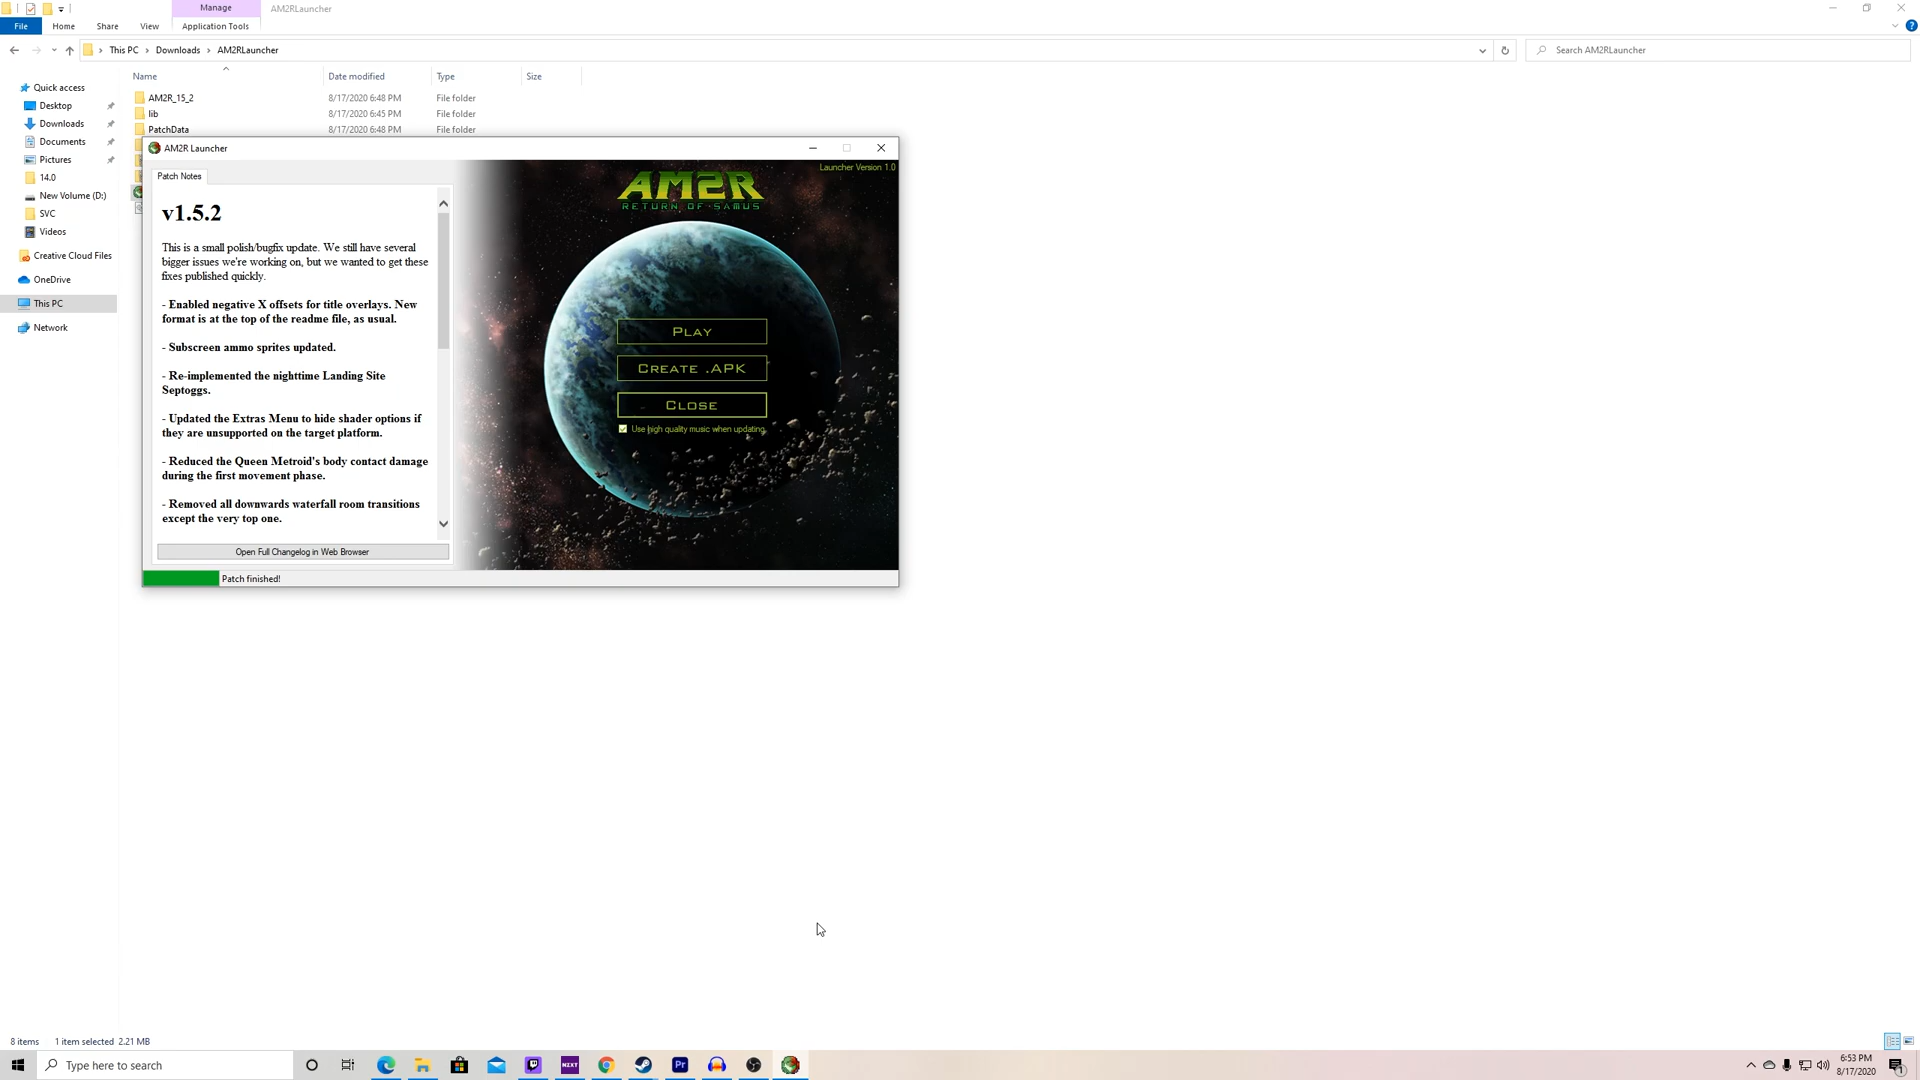 Manage
AM2RLauncher
File
Home
Share
View
Application Tools
This PC
Downloads
AM2RLauncher
Search AM2RLauncher
Name
Date modified
Type
Size
Quick access
Desktop
Downloads
Documents
Pictures
14.0
New Volume (D:)
SVC
Videos
Creative Cloud Files
OneDrive
This PC
Network
AM2R_15_2 8/17/2020 6:48 PM File folder
lib 8/17/2020 6:45 PM File folder
PatchData 8/17/2020 6:48 PM File folder
AM2R Launcher
Patch Notes
v1.5.2
This is a small polish/bugfix update. We still have several
bigger issues we're working on, but we wanted to get these
fixes published quickly.
- Enabled negative X offsets for title overlays. New
format is at the top of the readme file, as usual.
- Subscreen ammo sprites updated.
- Re-implemented the nighttime Landing Site
Septoggs.
- Updated the Extras Menu to hide shader options if
they are unsupported on the target platform.
- Reduced the Queen Metroid's body contact damage
during the first movement phase.
- Removed all downwards waterfall room transitions
except the very top one.
Open Full Changelog in Web Browser
Patch finished!
Launcher Version 1.0
AM2R
RETURN OF SAMUS
PLAY
CREATE .APK
CLOSE
Use high quality music when updating
8 items
1 item selected 2.21 MB
Type here to search
NZXT
Pr
6:53 PM
8/17/2020
1